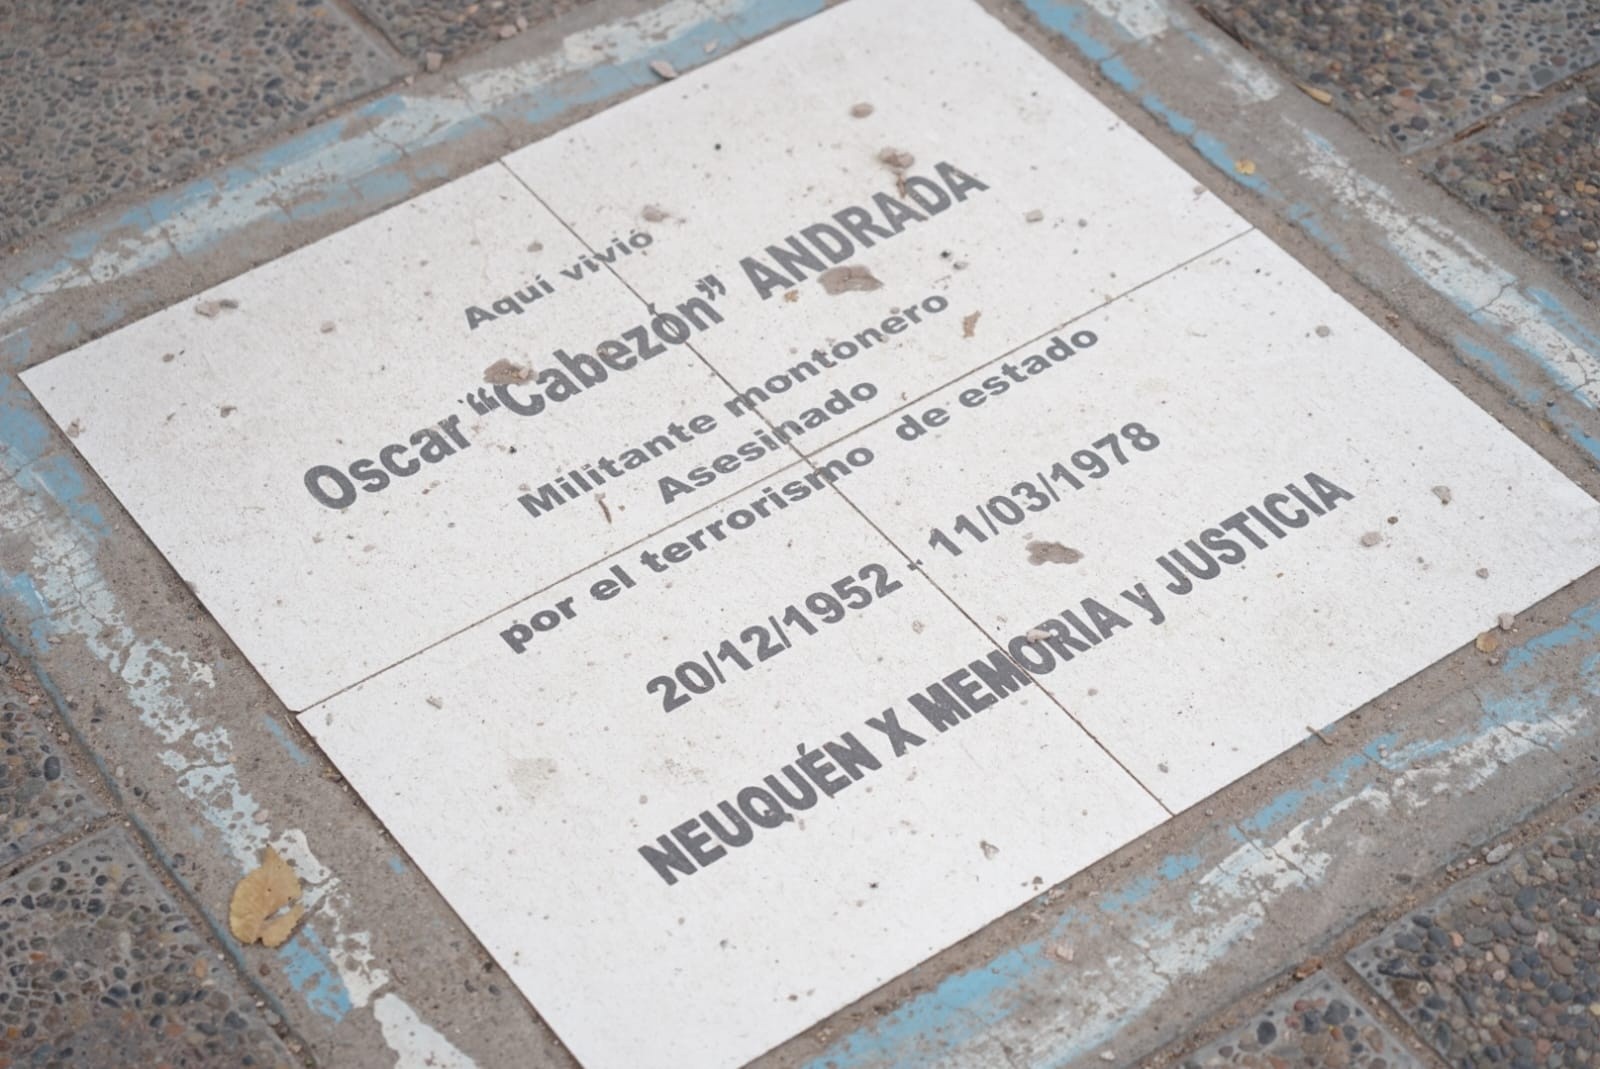 Aquí vivió
Oscar “Cabezón” ANDRADA
Militante montonero
Asesinado
por el terrorismo de estado
20/12/1952 - 11/03/1978
NEUQUÉN X MEMORIA y JUSTICIA